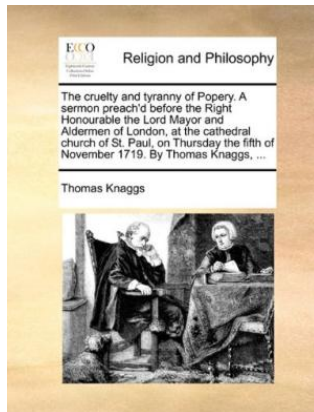 ECCO
Religion and Philosophy
The cruelty and tyranny of Popery. A
sermon preach'd before the Right
Honourable the Lord Mayor and
Aldermen of London, at the cathedral
church of St. Paul, on Thursday the fifth of
November 1719. By Thomas Knaggs, ...
Thomas Knaggs